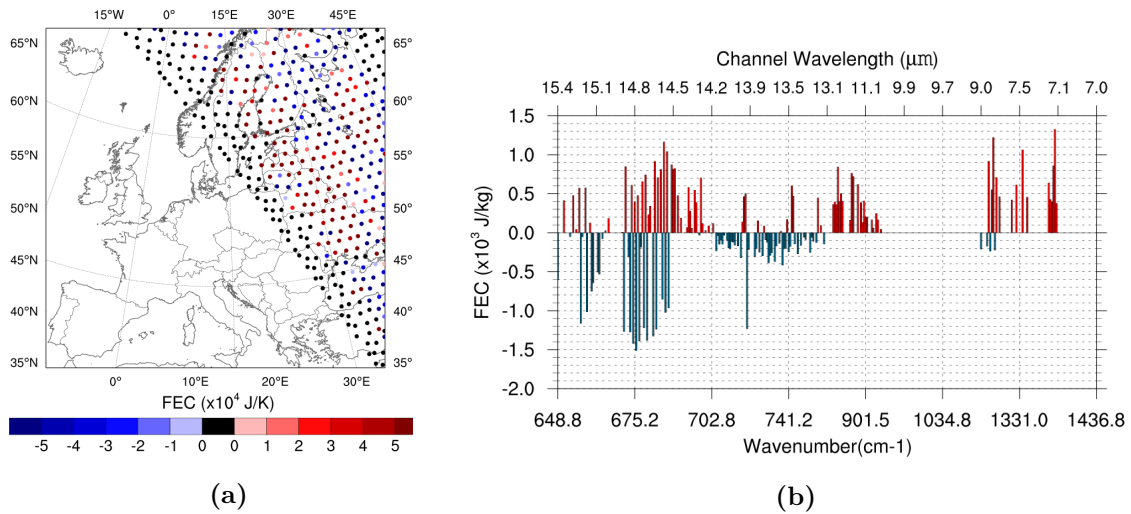 15°W 0° 15°E 30°E 45°E
65°N 65°
60°N 60°
55°N 55°
50°N 50°
45°N 45°
40°N 40°
35°N 35°
0° 10°E 20°E 30°E
FEC (x10⁴ J/K)
-5 -4 -3 -2 -1 0 0 1 2 3 4 5
(a)
Channel Wavelength (µm)
15.4 15.1 14.8 14.5 14.2 13.9 13.5 13.1 11.1 9.9 9.7 9.0 7.5 7.1 7.0
1.5
1.0
0.5
0.0
-0.5
-1.0
-1.5
-2.0
FEC (x10³ J/kg)
648.8 675.2 702.8 741.2 901.5 1034.8 1331.0 1436.8
Wavenumber(cm-1)
(b)